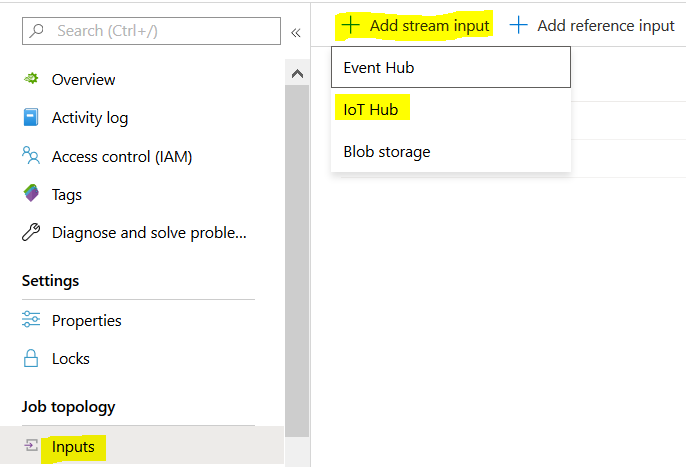 Search (Ctrl+/)
«
Overview
Activity log
Access control (IAM)
Tags
Diagnose and solve proble...
Settings
Properties
Locks
Job topology
Inputs
+ Add stream input
+ Add reference input
Event Hub
IoT Hub
Blob storage